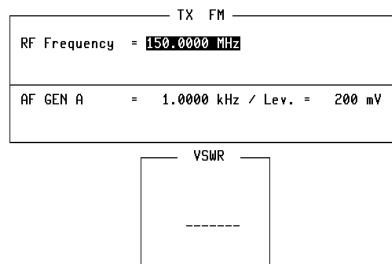 TX FM
RF Frequency = 150.0000 MHz
AF GEN A = 1.0000 kHz / Lev. = 200 mV
VSWR
-------